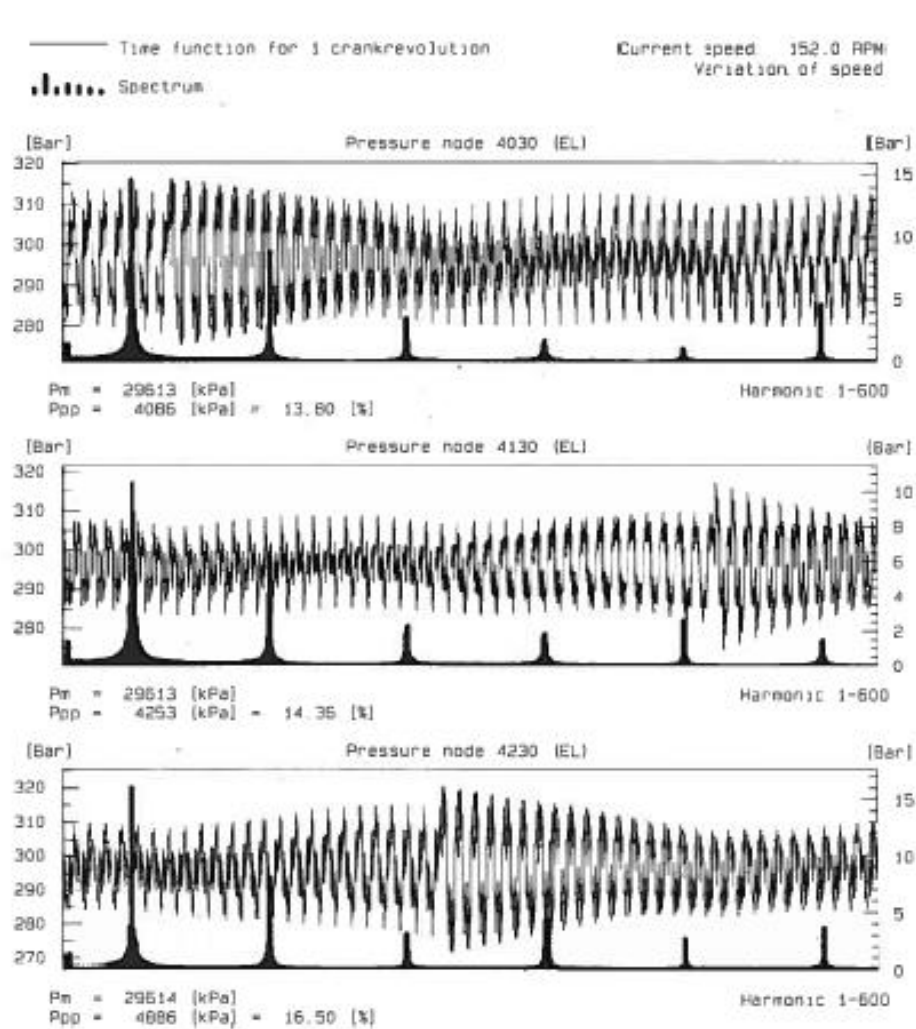 Time function for 1 crankrevolution
Current speed 152.0 RPM
Variation of speed
Spectrum
[Bar] Pressure node 4030 (EL) [Bar]
320
310
300
290
280
15
10
5
0
Pm = 29613 [kPa] Harmonic 1-600
Ppp = 4086 [kPa] = 13.80 [%]
[Bar] Pressure node 4130 (EL) [Bar]
320
310
300
290
280
10
8
6
4
2
0
Pm = 29613 [kPa] Harmonic 1-600
Ppp = 4253 [kPa] = 14.36 [%]
[Bar] Pressure node 4230 (EL) [Bar]
320
310
300
290
280
270
15
10
5
0
Pm = 29614 [kPa] Harmonic 1-600
Ppp = 4886 [kPa] = 16.50 [%]